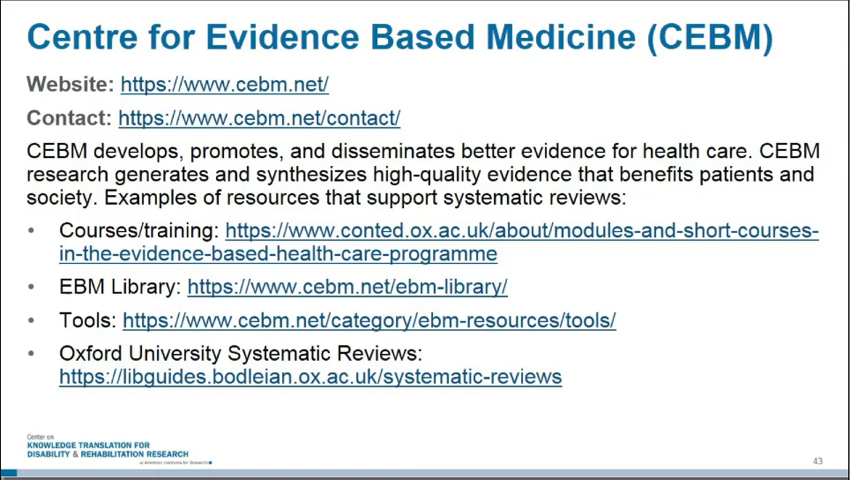 Centre for Evidence Based Medicine (CEBM)
Website: https://www.cebm.net/
Contact: https://www.cebm.net/contact/
CEBM develops, promotes, and disseminates better evidence for health care. CEBM
research generates and synthesizes high-quality evidence that benefits patients and
society. Examples of resources that support systematic reviews:
• Courses/training: https://www.conted.ox.ac.uk/about/modules-and-short-courses-
in-the-evidence-based-health-care-programme
• EBM Library: https://www.cebm.net/ebm-library/
• Tools: https://www.cebm.net/category/ebm-resources/tools/
• Oxford University Systematic Reviews:
https://libguides.bodleian.ox.ac.uk/systematic-reviews
Center on
KNOWLEDGE TRANSLATION FOR
DISABILITY & REHABILITATION RESEARCH
at American Institutes for Research
43